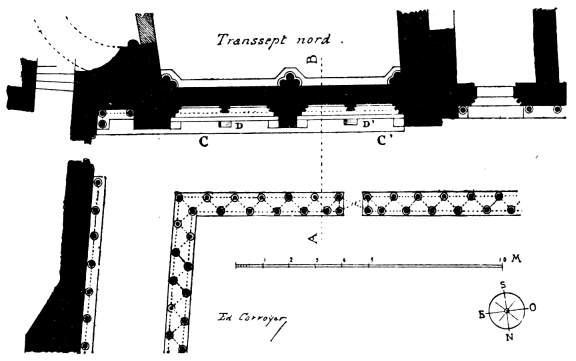 Transsept nord.
B
D D'
C C'
A
1 2 3 4 5 10 M
Ed Corroyer
S
E O
N